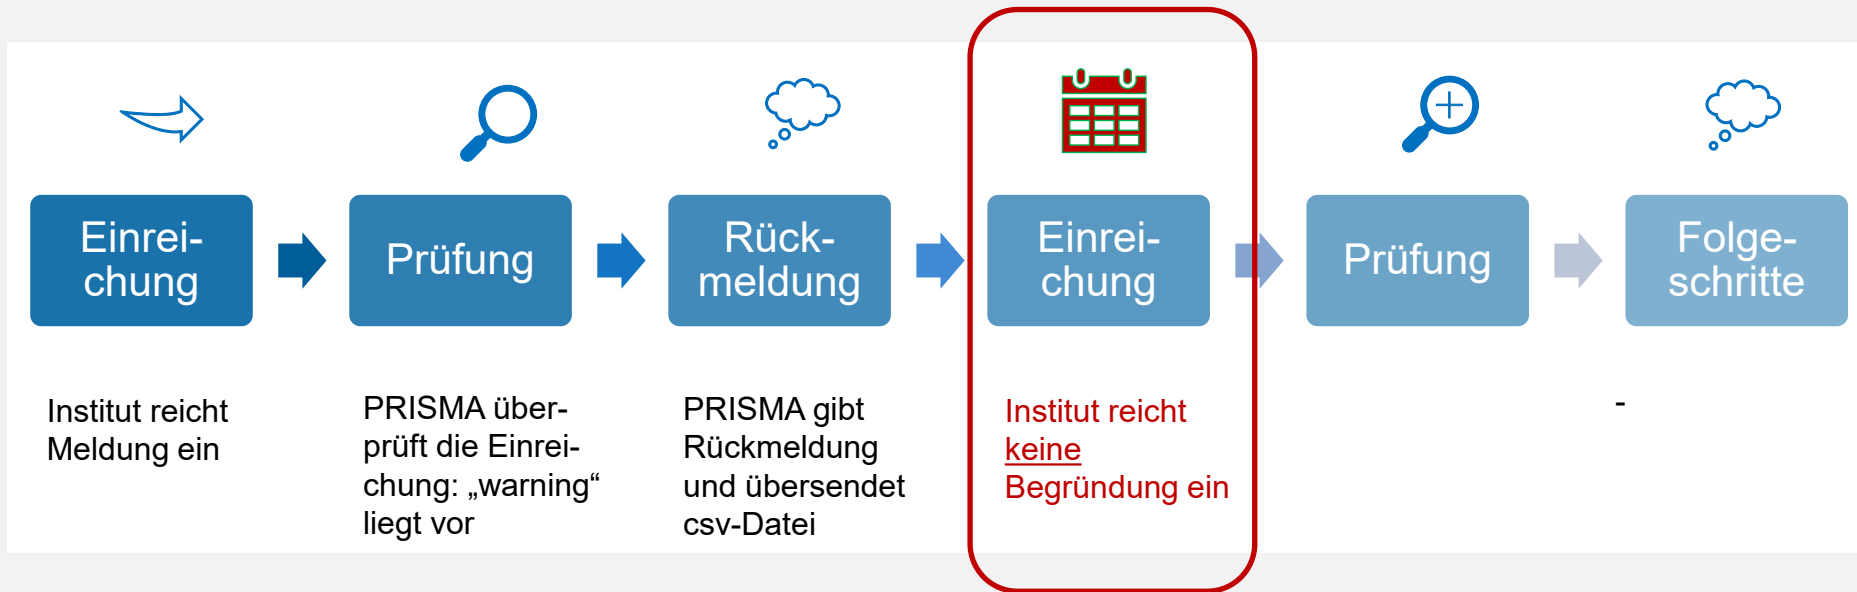 Einrei-
chung
Prüfung
Rück-
meldung
Einrei-
chung
Prüfung
Folge-
schritte
Institut reicht
Meldung ein
PRISMA über-
prüft die Einrei-
chung: „warning“
liegt vor
PRISMA gibt
Rückmeldung
und übersendet
csv-Datei
Institut reicht
keine
Begründung ein
-